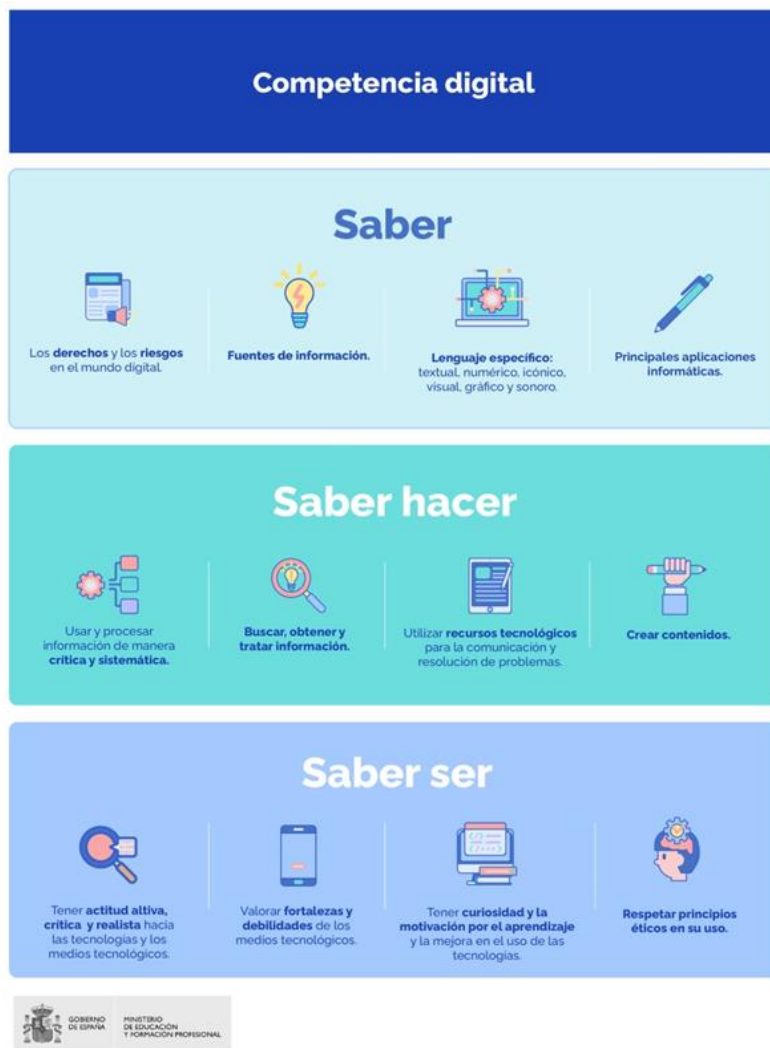 Competencia digital
Saber
Los derechos y los riesgos
en el mundo digital.
Fuentes de información.
Lenguaje específico:
textual, numérico, icónico,
visual, gráfico y sonoro.
Principales aplicaciones
informáticas.
Saber hacer
Usar y procesar
información de manera
crítica y sistemática.
Buscar, obtener y
tratar información.
Utilizar recursos tecnológicos
para la comunicación y
resolución de problemas.
Crear contenidos.
Saber ser
Tener actitud altiva,
crítica y realista hacia
las tecnologías y los
medios tecnológicos.
Valorar fortalezas y
debilidades de los
medios tecnológicos.
Tener curiosidad y la
motivación por el aprendizaje
y la mejora en el uso de las
tecnologías.
Respetar principios
éticos en su uso.
GOBIERNO
DE ESPAÑA
MINISTERIO
DE EDUCACIÓN
Y FORMACIÓN PROFESIONAL